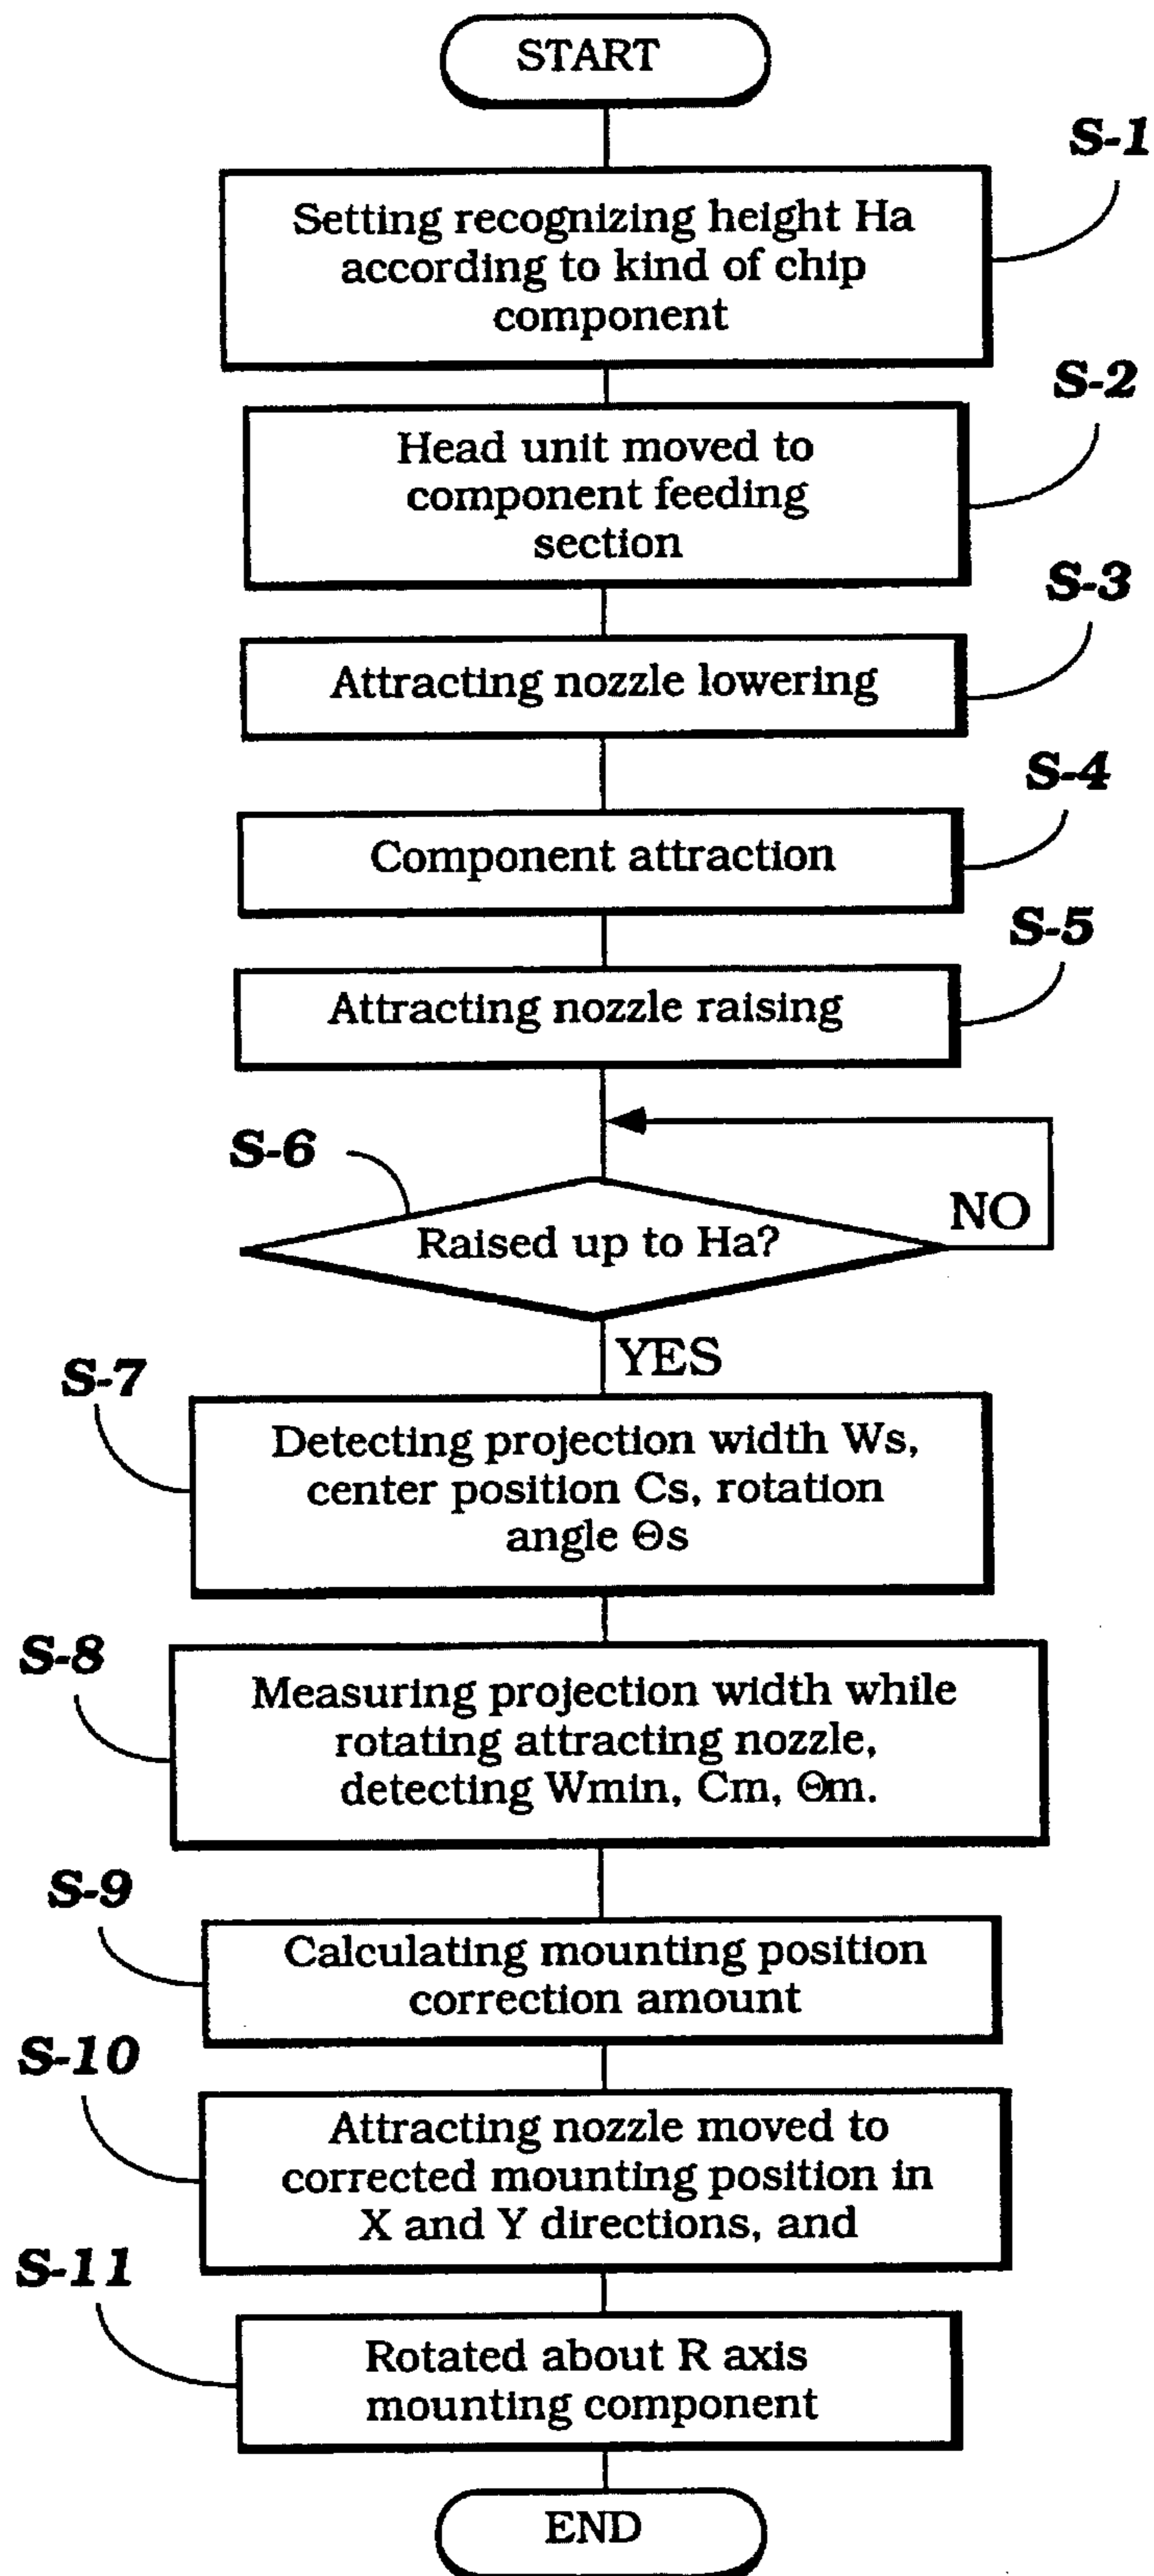 START
S-1
Setting recognizing height Ha
according to kind of chip
component
S-2
Head unit moved to
component feeding
section
S-3
Attracting nozzle lowering
S-4
Component attraction
S-5
Attracting nozzle raising
S-6
Raised up to Ha?
NO
YES
S-7
Detecting projection width Ws,
center position Cs, rotation
angle Θs
S-8
Measuring projection width while
rotating attracting nozzle,
detecting Wmin, Cm, Θm.
S-9
Calculating mounting position
correction amount
S-10
Attracting nozzle moved to
corrected mounting position in
X and Y directions, and
S-11
Rotated about R axis
mounting component
END